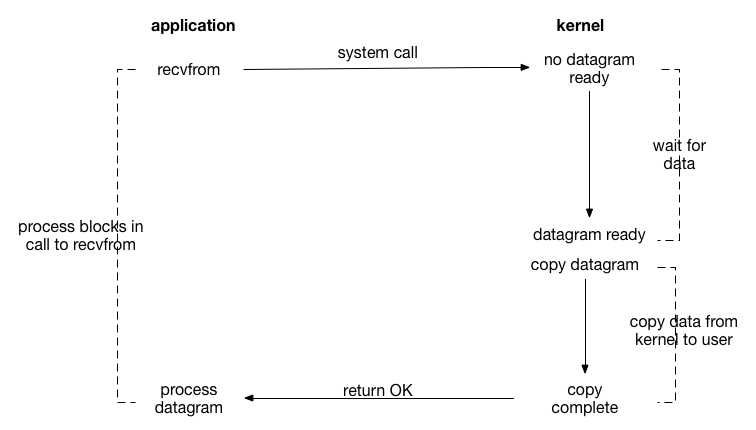 application
kernel
system call
recvfrom
no datagram
ready
wait for
data
process blocks in
call to recvfrom
datagram ready
copy datagram
copy data from
kernel to user
process
datagram
return OK
copy
complete